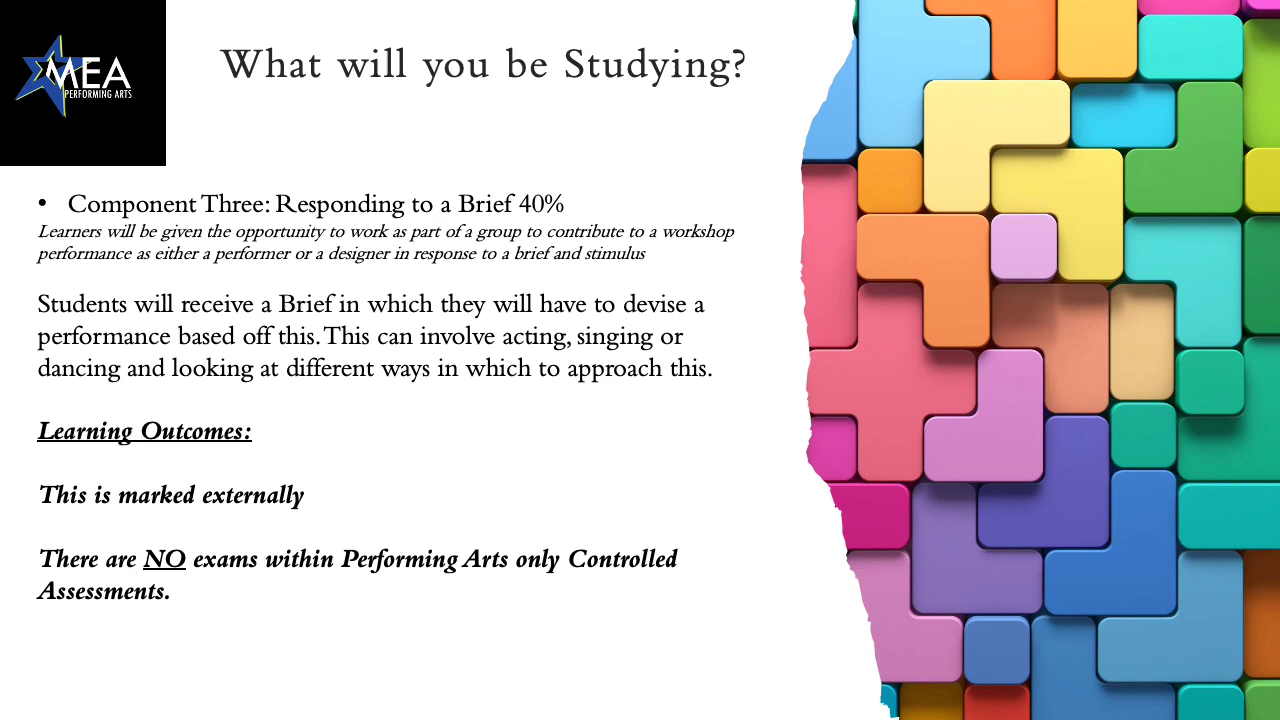 MEA
PERFORMING ARTS
What will you be Studying?
• Component Three: Responding to a Brief 40%
Learners will be given the opportunity to work as part of a group to contribute to a workshop
performance as either a performer or a designer in response to a brief and stimulus
Students will receive a Brief in which they will have to devise a
performance based off this. This can involve acting, singing or
dancing and looking at different ways in which to approach this.
Learning Outcomes:
This is marked externally
There are NO exams within Performing Arts only Controlled
Assessments.